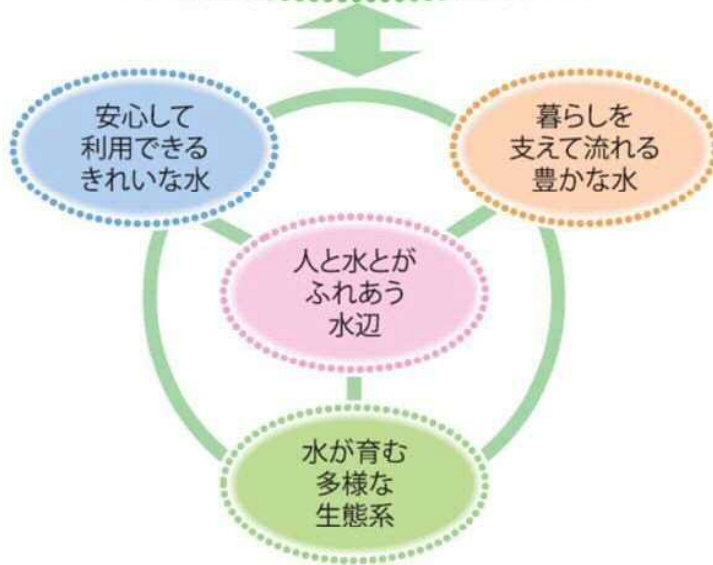 安心して
利用できる
きれいな水
暮らしを
支えて流れる
豊かな水
人と水とが
ふれあう
水辺
水が育む
多様な
生態系